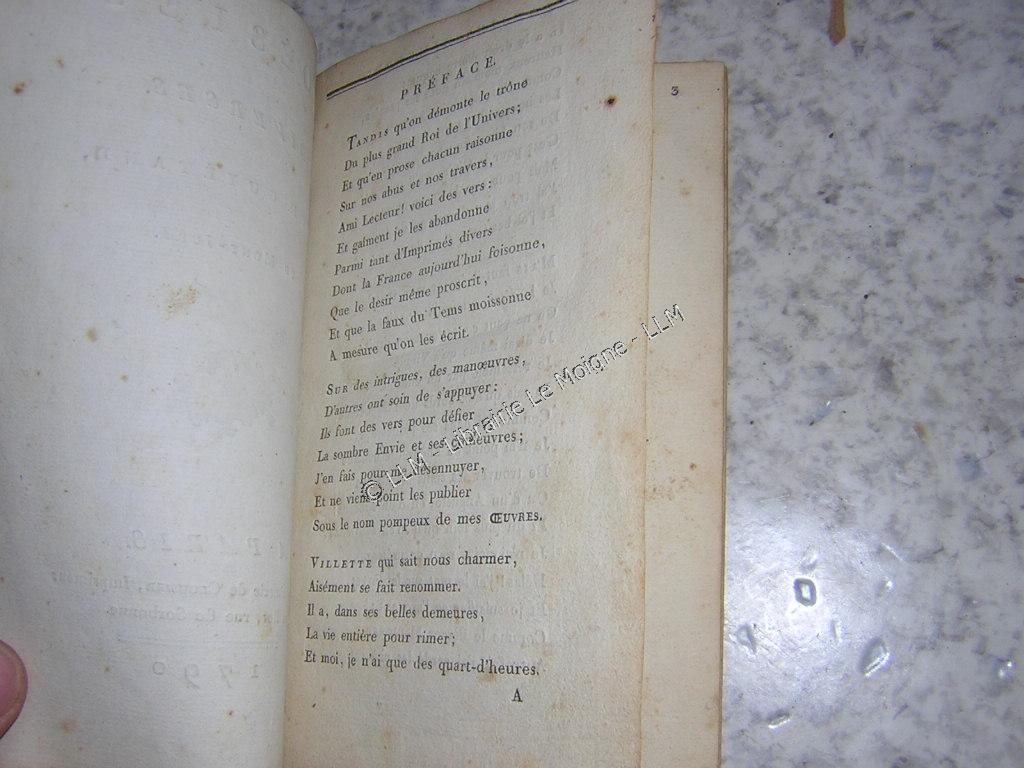 PRÉFACE.
TANDIS qu'on démonte le trône
Du plus grand Roi de l'Univers;
Et qu'en prose chacun raisonne
Sur nos abus et nos travers,
Ami Lecteur! voici des vers:
Et gaîment je les abandonne
Parmi tant d'Imprimés divers
Dont la France aujourd'hui foisonne,
Que le desir même proscrit,
Et que la faux du Tems moissonne
A mesure qu'on les écrit.
SUR des intrigues, des manœuvres,
D'autres ont soin de s'appuyer:
Ils font des vers pour défier
La sombre Envie et ses couleuvres;
J'en fais pour me désennuyer,
Et ne viens point les publier
Sous le nom pompeux de mes ŒUVRES.
VILLETTE qui sait nous charmer,
Aisément se fait renommer.
Il a, dans ses belles demeures,
La vie entière pour rimer;
Et moi, je n'ai que des quart-d'heures.
A
3
© LLM - Librairie Le Moigne - LLM